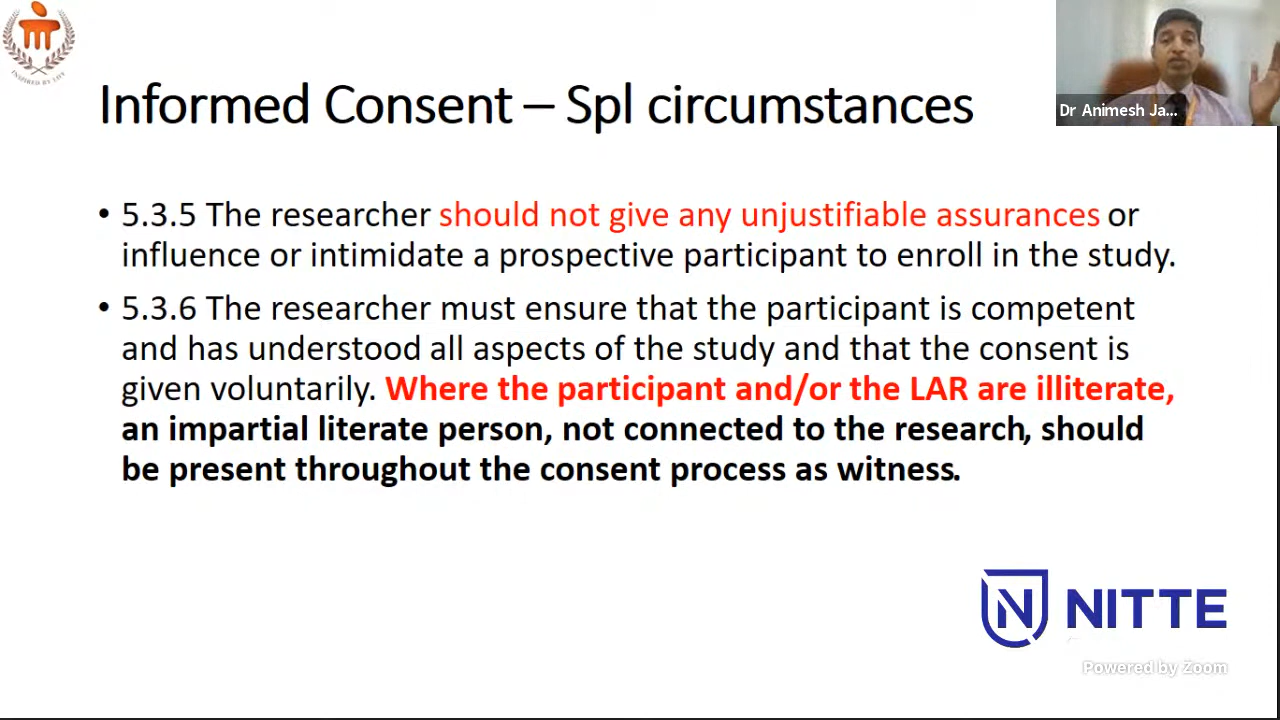 INSPIRED BY LIFE
Dr Animesh Ja...
Informed Consent – Spl circumstances
• 5.3.5 The researcher should not give any unjustifiable assurances or
influence or intimidate a prospective participant to enroll in the study.
• 5.3.6 The researcher must ensure that the participant is competent
and has understood all aspects of the study and that the consent is
given voluntarily. Where the participant and/or the LAR are illiterate,
an impartial literate person, not connected to the research, should
be present throughout the consent process as witness.
N NITTE
Powered by Zoom